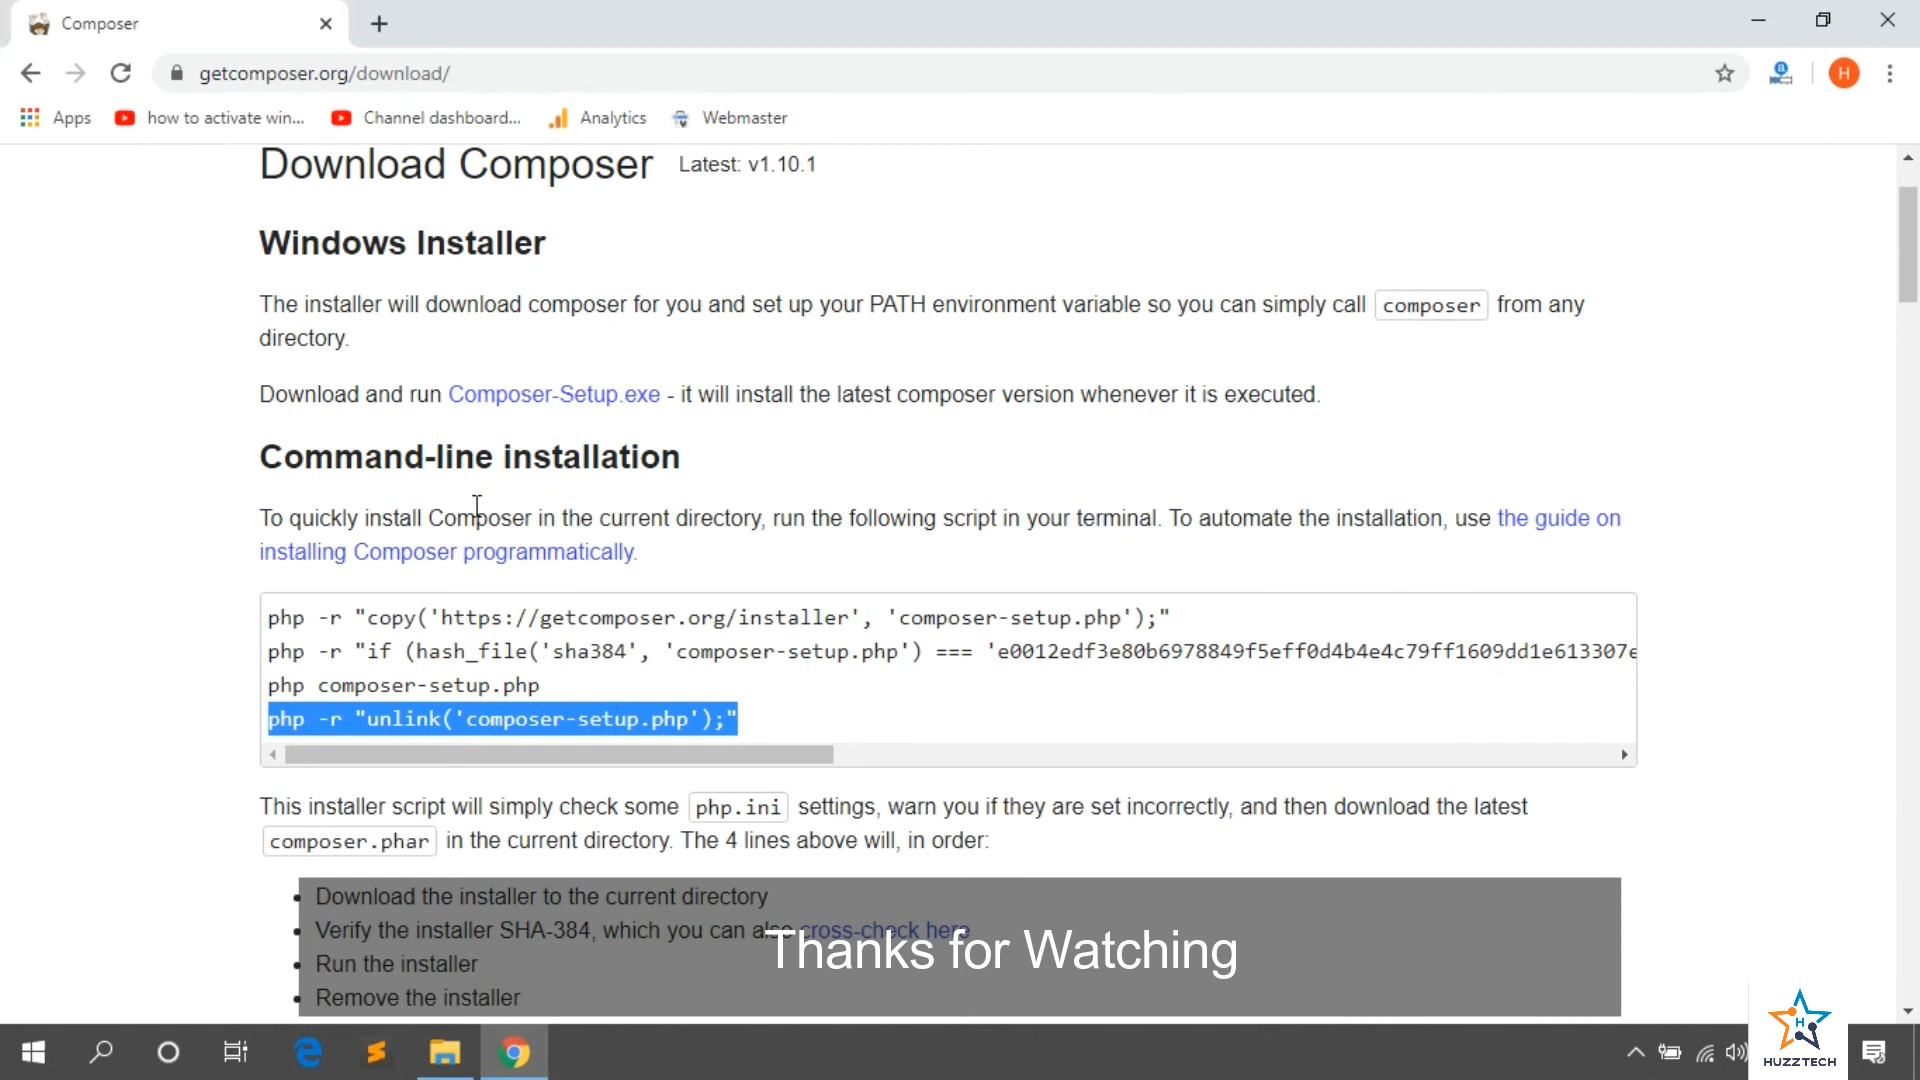 Composer
getcomposer.org/download/
Apps
how to activate win...
Channel dashboard...
Analytics
Webmaster
H
Download Composer
Latest: v1.10.1
Windows Installer
The installer will download composer for you and set up your PATH environment variable so you can simply call composer from any
directory.
Download and run Composer-Setup.exe - it will install the latest composer version whenever it is executed.
Command-line installation
To quickly install Composer in the current directory, run the following script in your terminal. To automate the installation, use the guide on
installing Composer programmatically.
php -r "copy('https://getcomposer.org/installer', 'composer-setup.php');"
php -r "if (hash_file('sha384', 'composer-setup.php') === 'e0012edf3e80b6978849f5eff0d4b4e4c79ff1609dd1e613307e
php composer-setup.php
php -r "unlink('composer-setup.php');"
This installer script will simply check some php.ini settings, warn you if they are set incorrectly, and then download the latest
composer.phar in the current directory. The 4 lines above will, in order:
Download the installer to the current directory
Verify the installer SHA-384, which you can also cross-check here
Run the installer
Remove the installer
Thanks for Watching
H
HUZZTECH